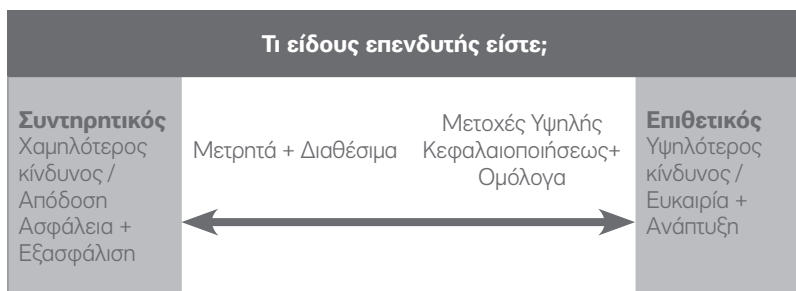 Τι είδους επενδυτής είστε;
Συντηρητικός
Χαμηλότερος
κίνδυνος /
Απόδοση
Ασφάλεια +
Εξασφάλιση
Μετρητά + Διαθέσιμα
Μετοχές Υψηλής
Κεφαλαιοποιήσεως+
Ομόλογα
Επιθετικός
Υψηλότερος
κίνδυνος /
Ευκαιρία +
Ανάπτυξη